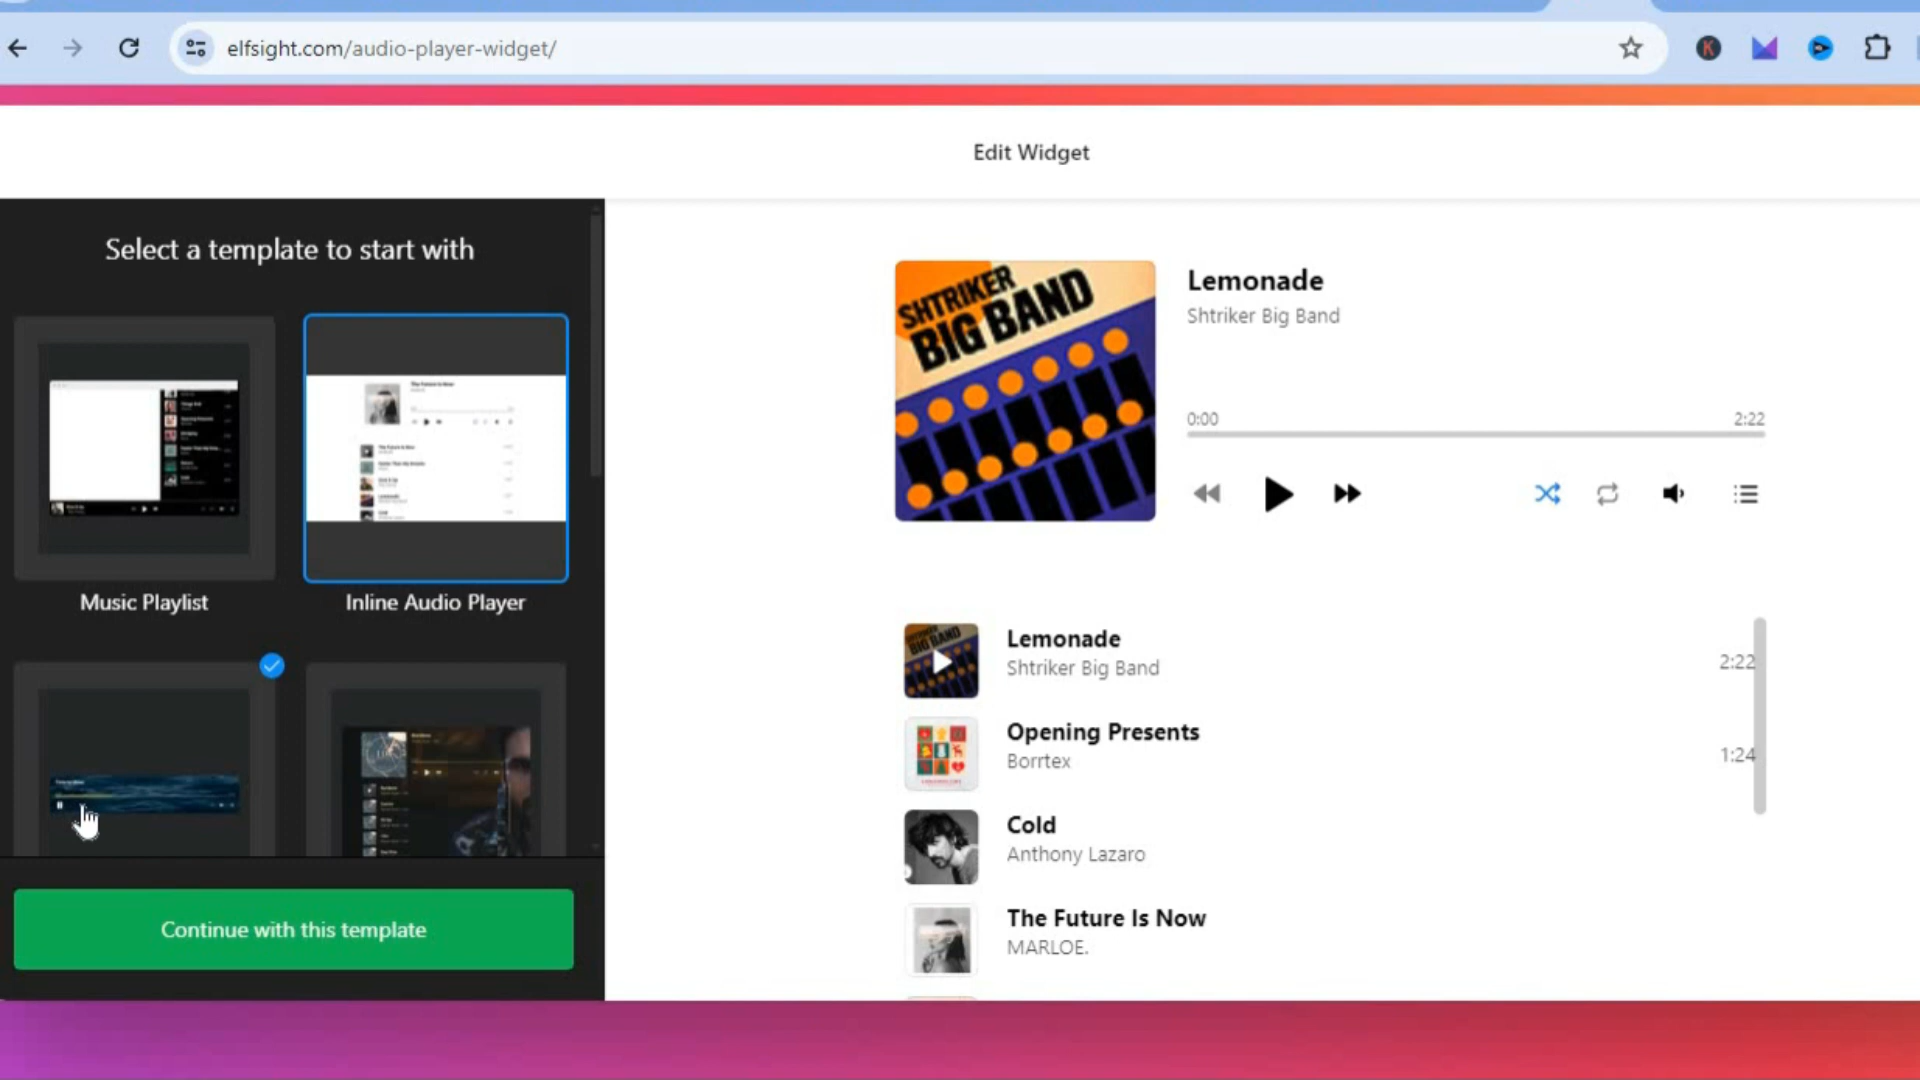 elfsight.com/audio-player-widget/
Edit Widget
Select a template to start with
Music Playlist
Inline Audio Player
Continue with this template
SHTRIKER
BIG BAND
Lemonade
Shtriker Big Band
0:00
2:22
Lemonade
Shtriker Big Band
2:22
Opening Presents
Borrtex
1:24
Cold
Anthony Lazaro
The Future Is Now
MARLOE.